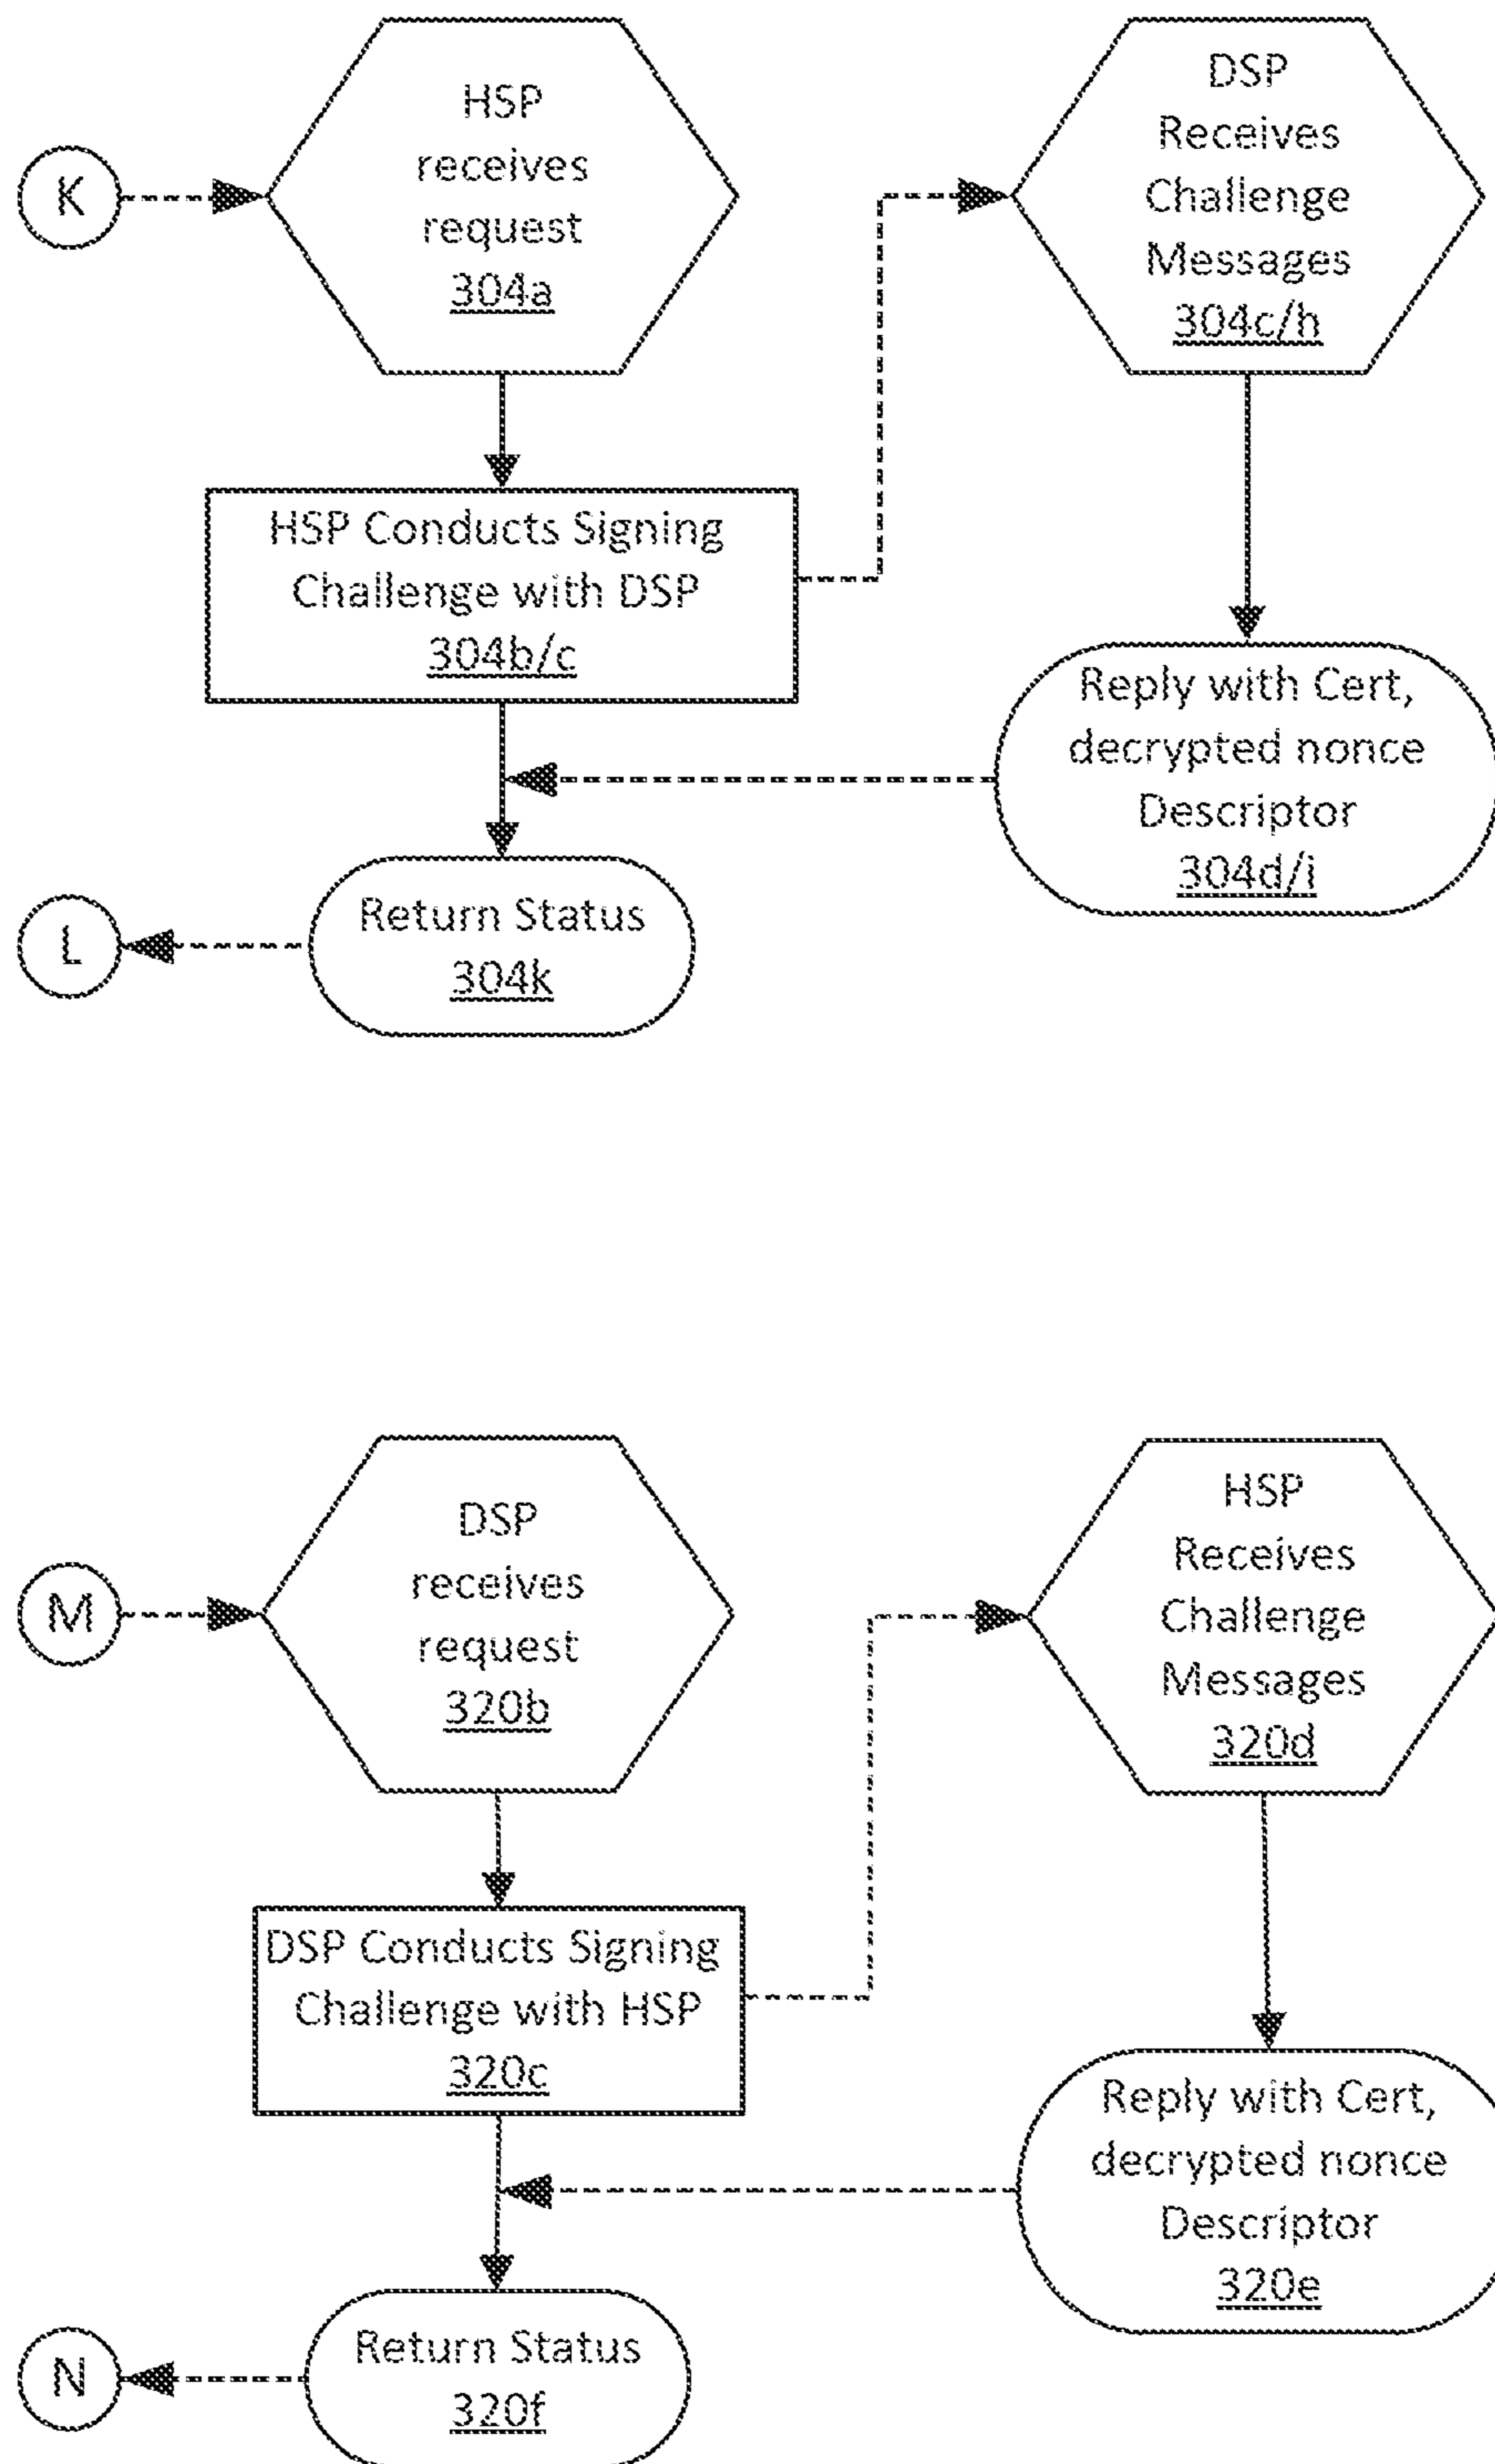 K
HSP
receives
request
304a
DSP
Receives
Challenge
Messages
304c/h
HSP Conducts Signing
Challenge with DSP
304b/c
Reply with Cert,
decrypted nonce
Descriptor
304d/i
L
Return Status
304k
M
DSP
receives
request
320b
HSP
Receives
Challenge
Messages
320d
DSP Conducts Signing
Challenge with HSP
320c
Reply with Cert,
decrypted nonce
Descriptor
320e
N
Return Status
320f